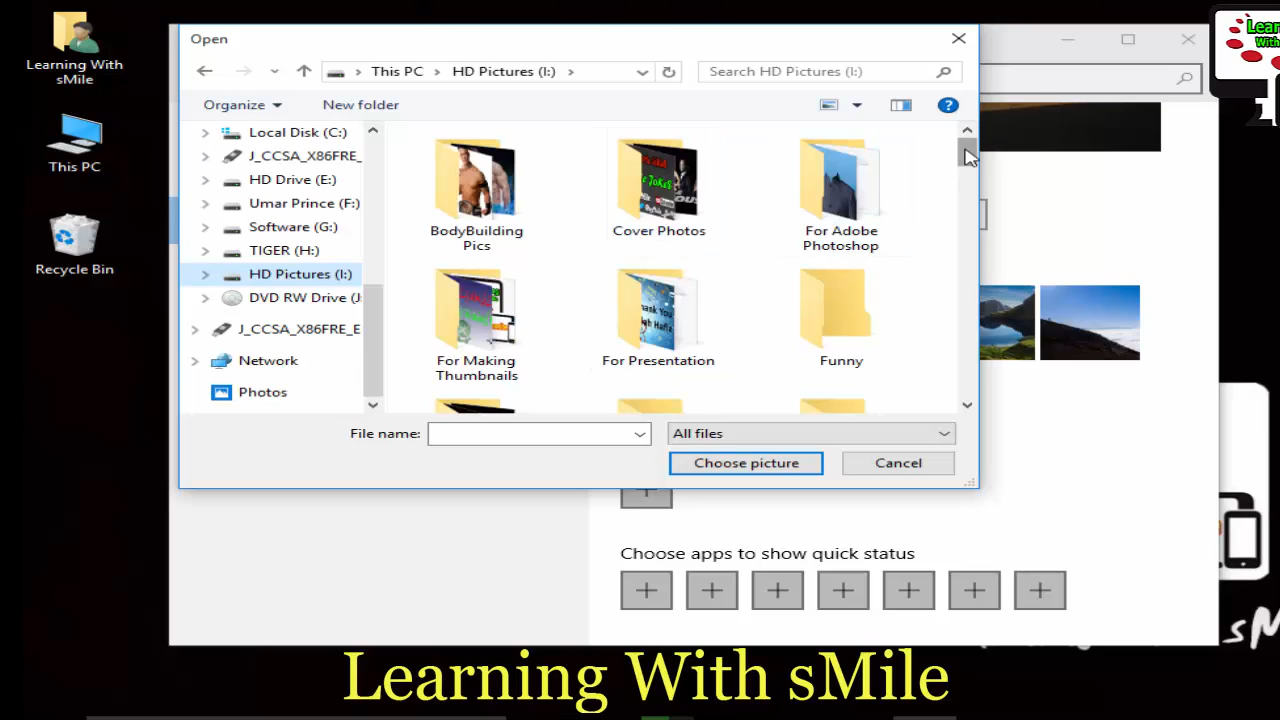 Learning With
sMile
This PC
Recycle Bin
Open
This PC
HD Pictures (I:)
Search HD Pictures (I:)
Organize
New folder
Local Disk (C:)
J_CCSA_X86FRE_
HD Drive (E:)
Umar Prince (F:)
Software (G:)
TIGER (H:)
HD Pictures (I:)
DVD RW Drive (J:
J_CCSA_X86FRE_E
Network
Photos
BodyBuilding
Pics
Cover Photos
For Adobe
Photoshop
For Making
Thumbnails
For Presentation
Funny
File name:
All files
Choose picture
Cancel
Choose apps to show quick status
Learning With sMile